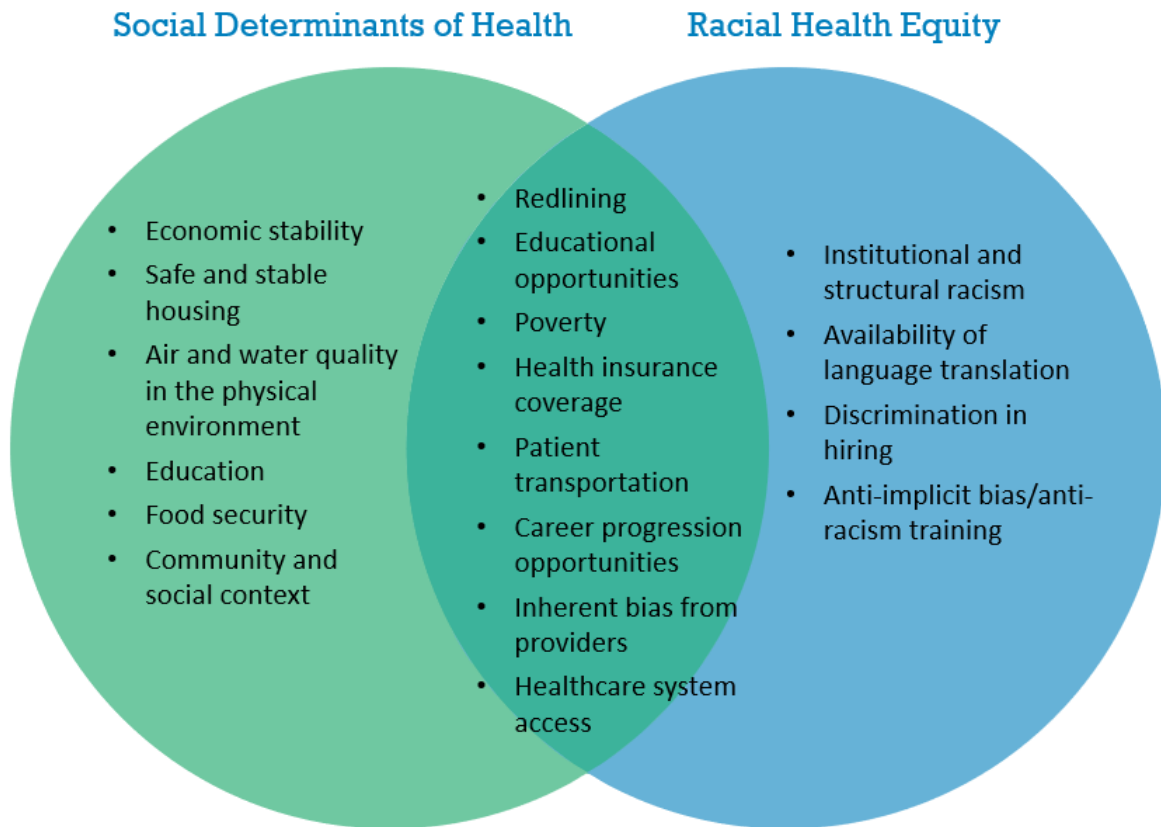 Social Determinants of Health
Racial Health Equity
• Economic stability
• Safe and stable
housing
• Air and water quality
in the physical
environment
• Education
• Food security
• Community and
social context
• Redlining
• Educational
opportunities
• Poverty
• Health insurance
coverage
• Patient
transportation
• Career progression
opportunities
• Inherent bias from
providers
• Healthcare system
access
• Institutional and
structural racism
• Availability of
language translation
• Discrimination in
hiring
• Anti-implicit bias/anti-
racism training